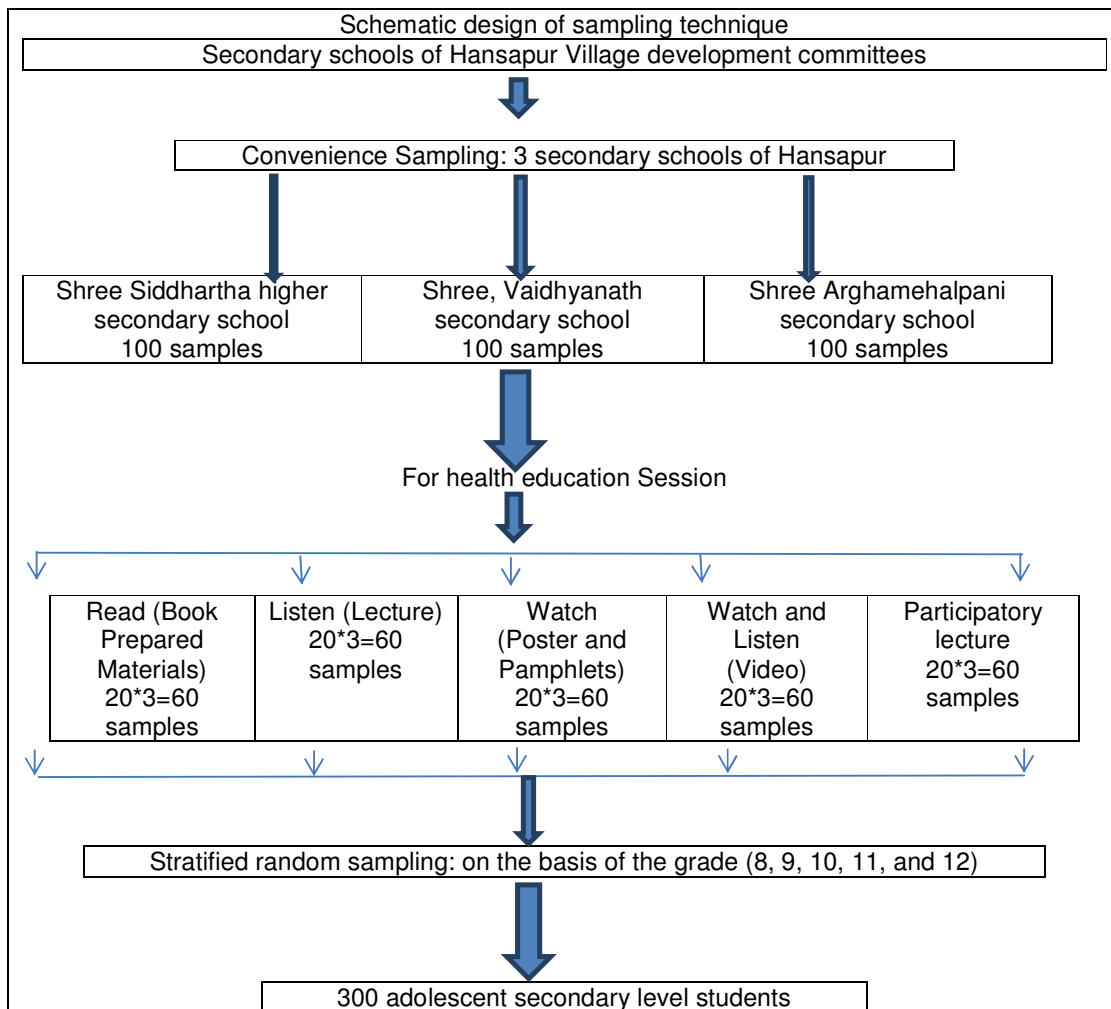 Schematic design of sampling technique
Secondary schools of Hansapur Village development committees
Convenience Sampling: 3 secondary schools of Hansapur
Shree Siddhartha higher
secondary school
100 samples
Shree, Vaidhyanath
secondary school
100 samples
Shree Arghamehalpani
secondary school
100 samples
For health education Session
Read (Book
Prepared
Materials)
20*3=60
samples
Listen (Lecture)
20*3=60
samples
Watch
(Poster and
Pamphlets)
20*3=60
samples
Watch and
Listen
(Video)
20*3=60
samples
Participatory
lecture
20*3=60
samples
Stratified random sampling: on the basis of the grade (8, 9, 10, 11, and 12)
300 adolescent secondary level students